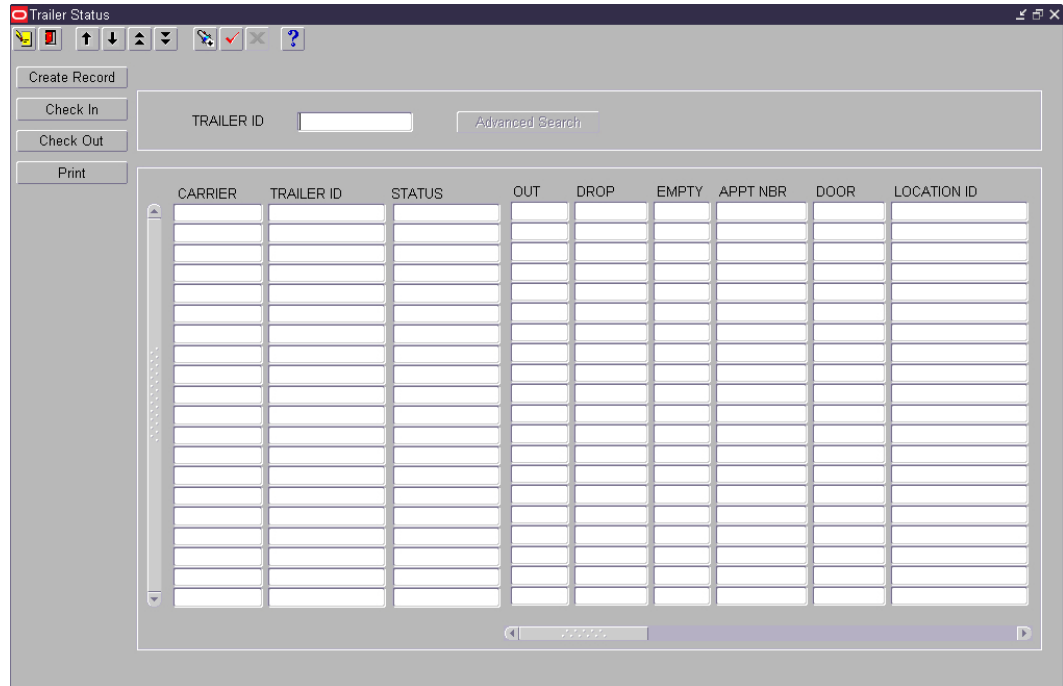 Trailer Status
?
Create Record
Check In
Check Out
Print
TRAILER ID
Advanced Search
CARRIER TRAILER ID STATUS OUT DROP EMPTY APPT NBR DOOR LOCATION ID